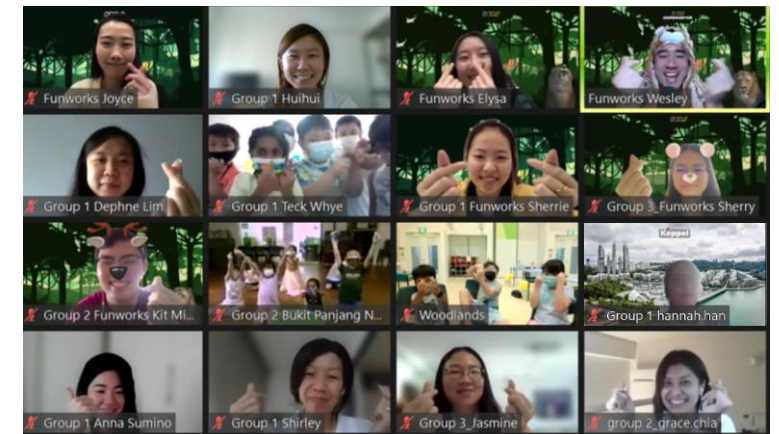 Funworks Joyce
Group 1 Huihui
Funworks Elysa
Funworks Wesley
Group 1 Dephne Lim
Group 1 Teck Whye
Group 1 Funworks Sherrie
Group 3_Funworks Sherry
Group 2 Funworks Kit Mi...
Group 2 Bukit Panjang N...
Woodlands
Keppel
Group 1 hannah.han
Group 1 Anna Sumino
Group 1 Shirley
Group 3_Jasmine
group 2_grace.chia